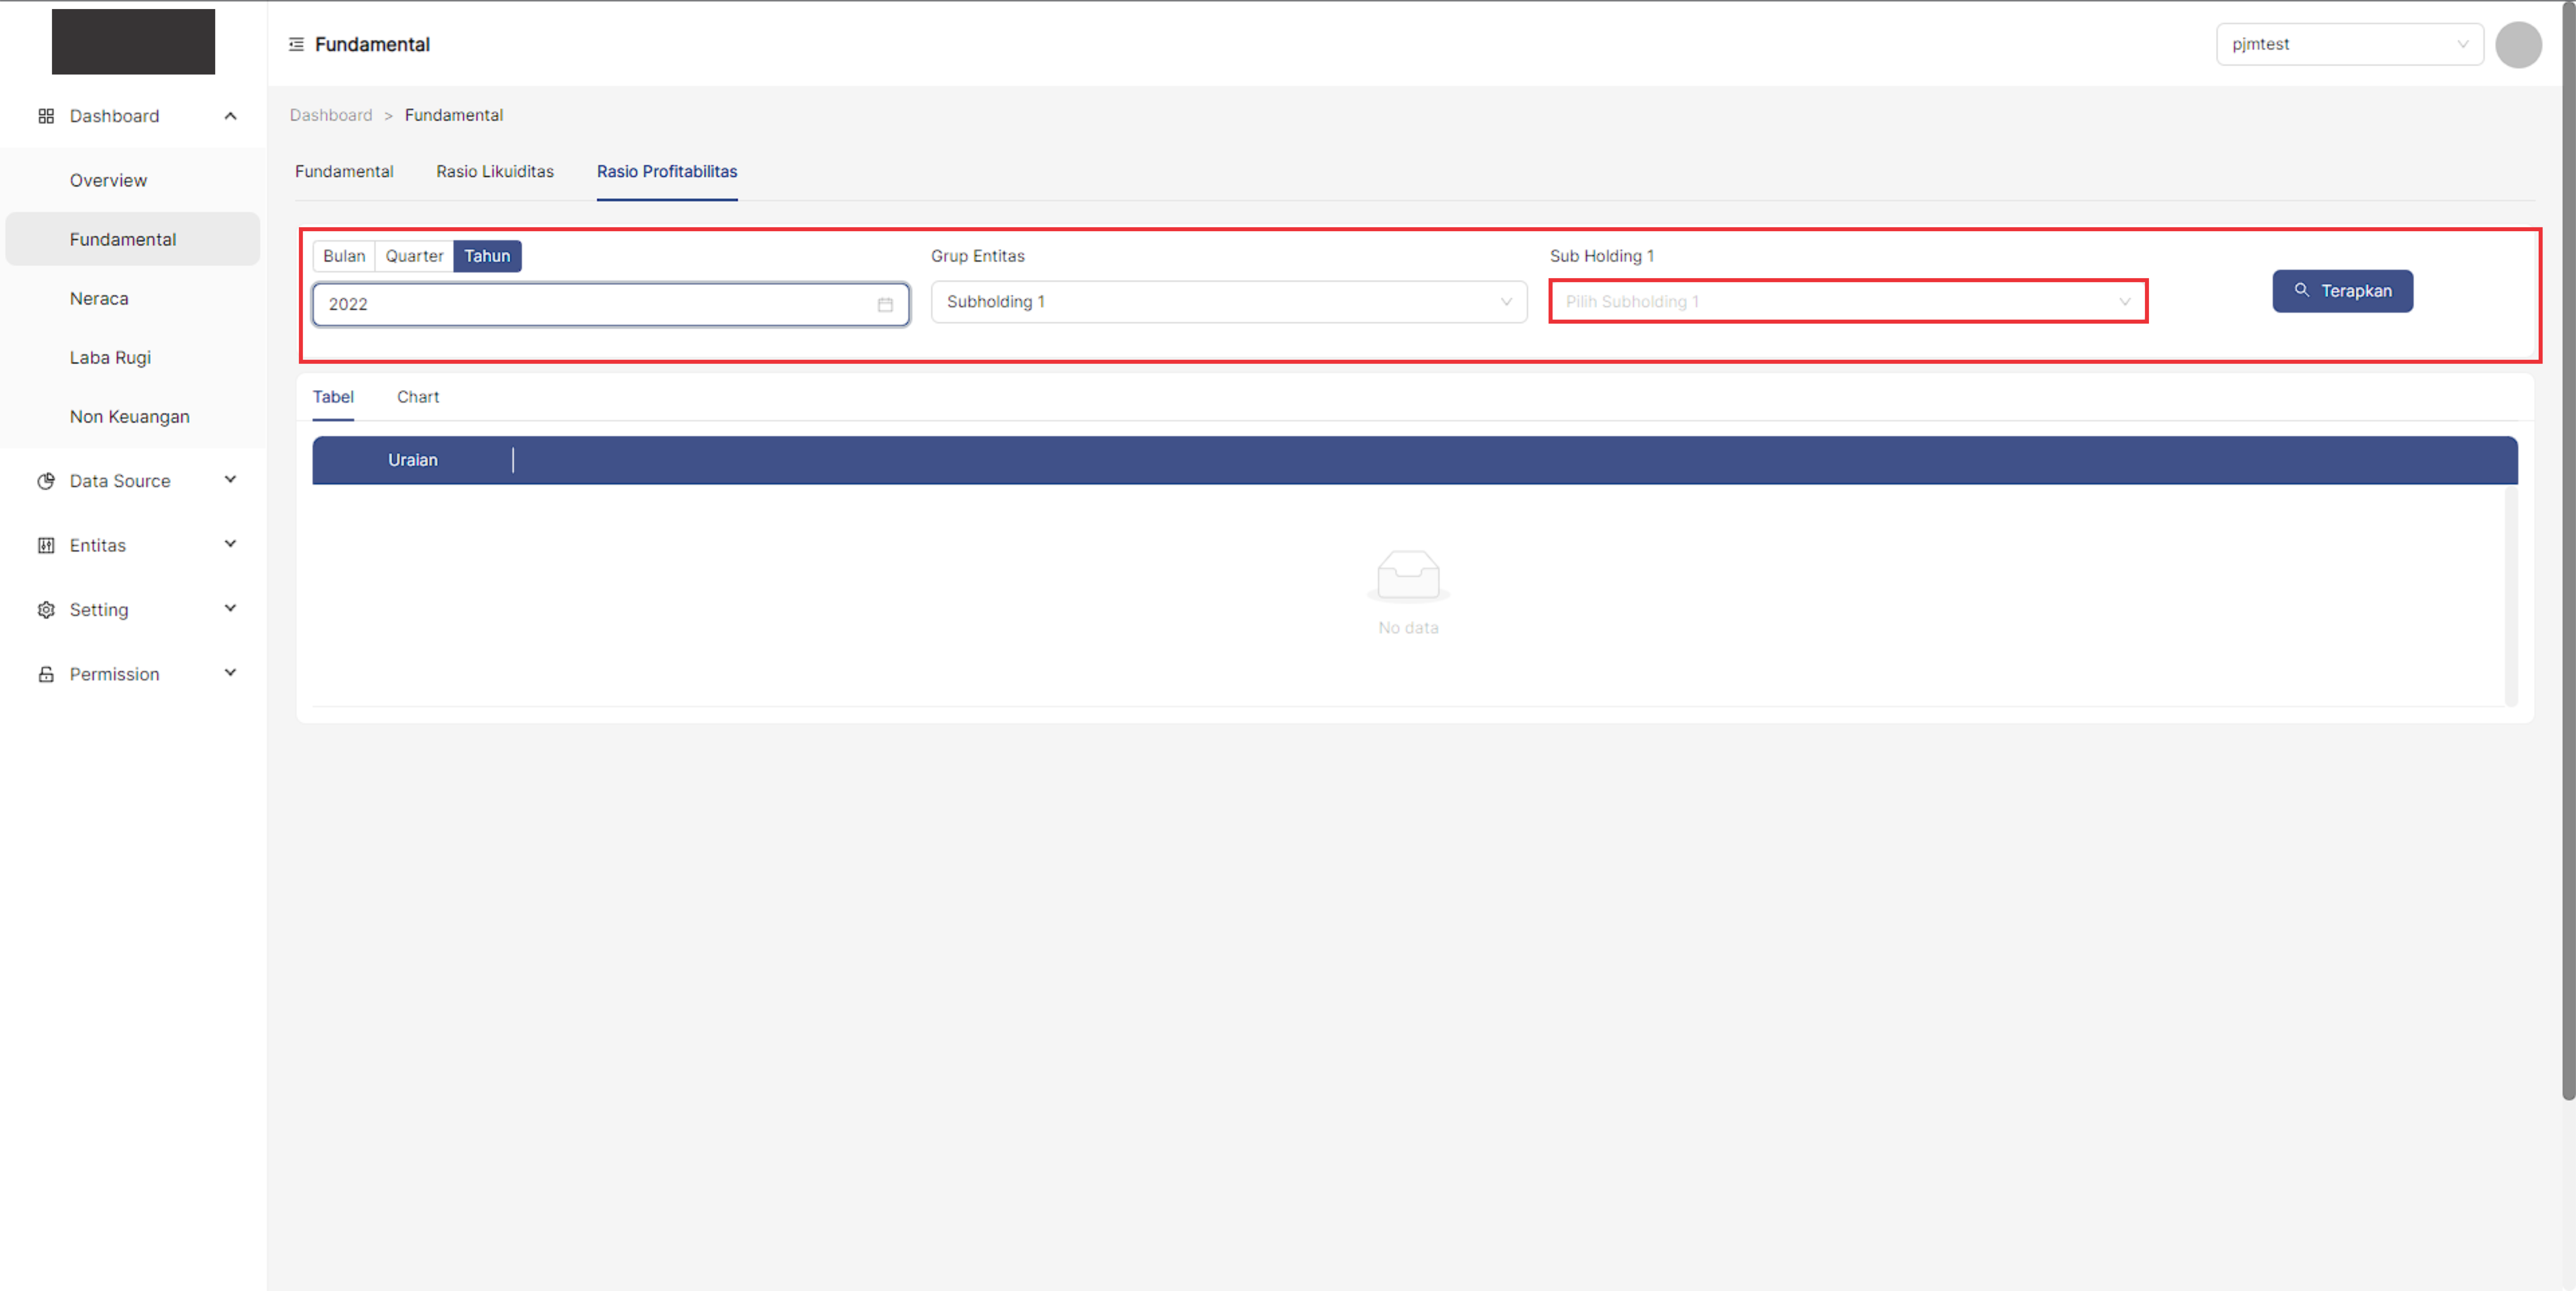 Fundamental
pjmtest
Dashboard
Overview
Fundamental
Neraca
Laba Rugi
Non Keuangan
Data Source
Entitas
Setting
Permission
Dashboard > Fundamental
Fundamental Rasio Likuiditas Rasio Profitabilitas
Bulan Quarter Tahun
2022
Grup Entitas
Subholding 1
Sub Holding 1
Pilih Subholding 1
Terapkan
Tabel Chart
Uraian
No data